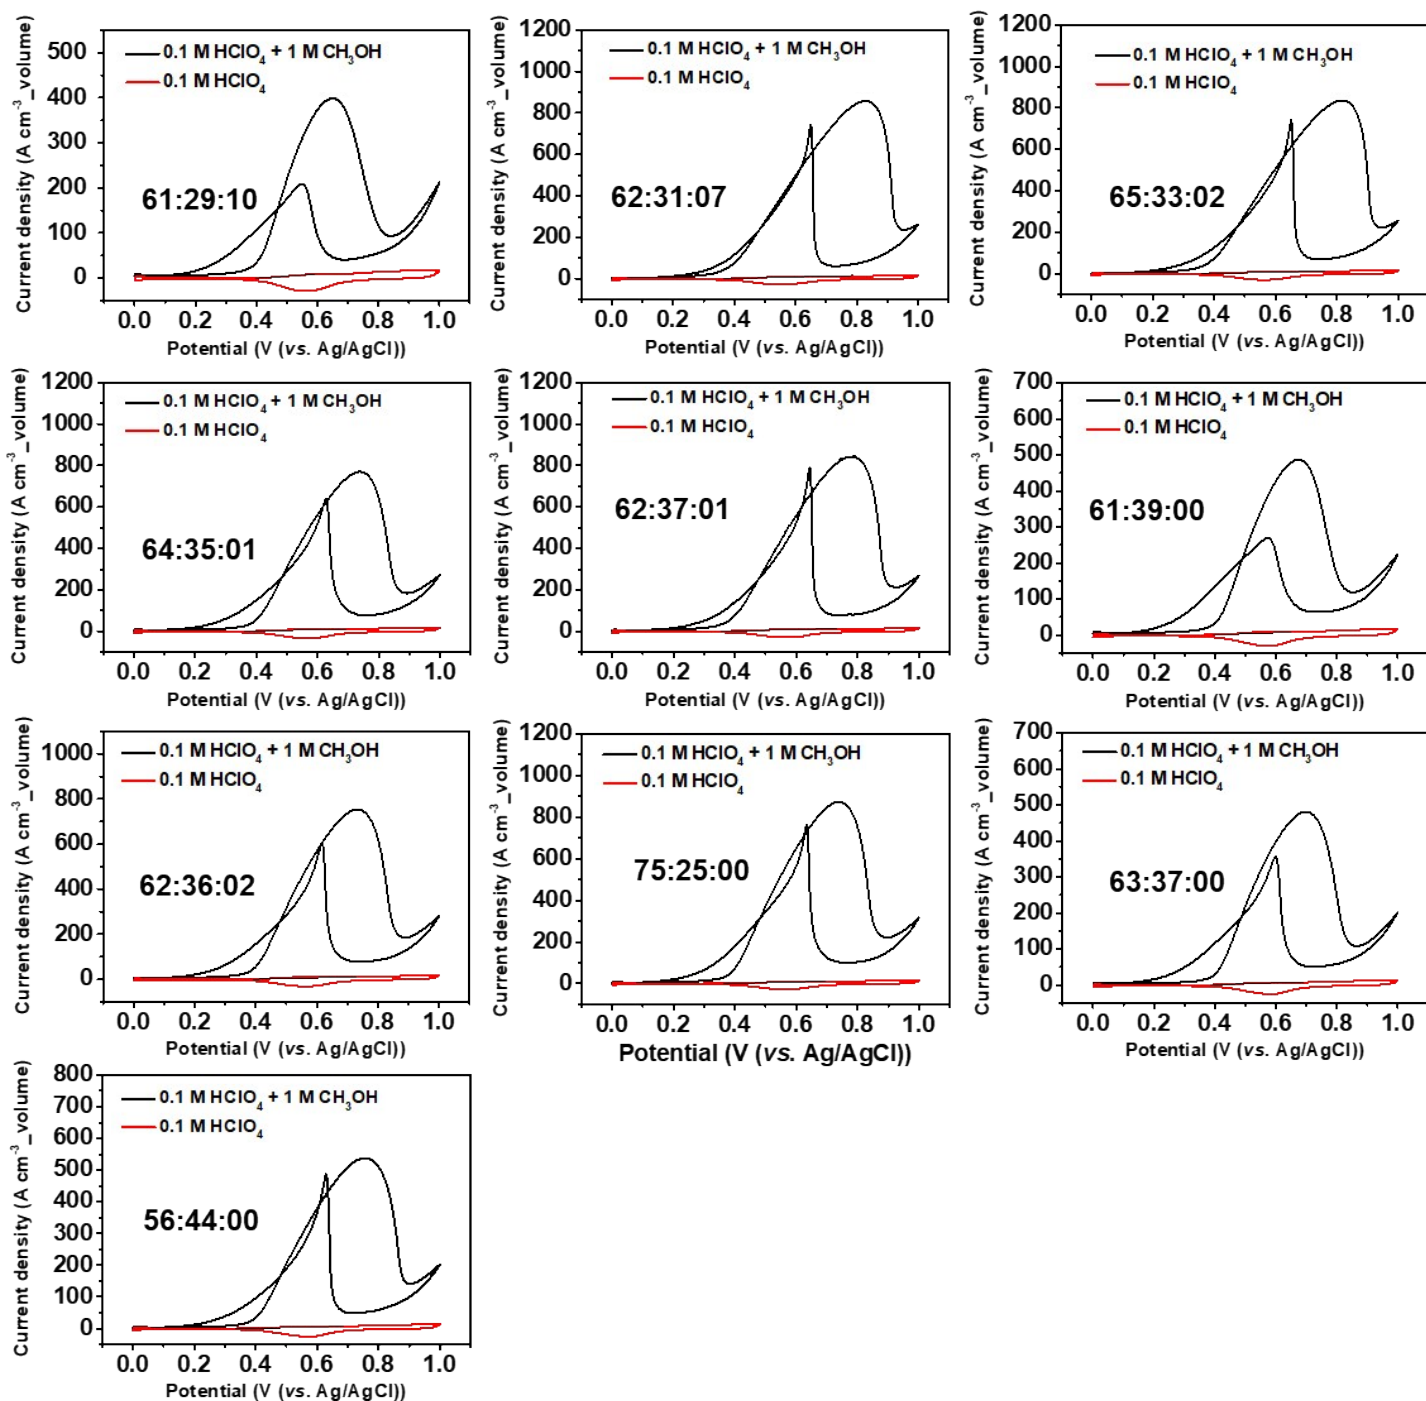 Current density (A cm⁻³_volume)
500
400
300
200
100
0
0.1 M HClO₄ + 1 M CH₃OH
0.1 M HClO₄
61:29:10
0.0 0.2 0.4 0.6 0.8 1.0
Potential (V (vs. Ag/AgCl))
Current density (A cm⁻³_volume)
1200
1000
800
600
400
200
0
0.1 M HClO₄ + 1 M CH₃OH
0.1 M HClO₄
62:31:07
0.0 0.2 0.4 0.6 0.8 1.0
Potential (V (vs. Ag/AgCl))
Current density (A cm⁻³_volume)
1200
1000
800
600
400
200
0
0.1 M HClO₄ + 1 M CH₃OH
0.1 M HClO₄
65:33:02
0.0 0.2 0.4 0.6 0.8 1.0
Potential (V (vs. Ag/AgCl))
Current density (A cm⁻³_volume)
1200
1000
800
600
400
200
0
0.1 M HClO₄ + 1 M CH₃OH
0.1 M HClO₄
64:35:01
0.0 0.2 0.4 0.6 0.8 1.0
Potential (V (vs. Ag/AgCl))
Current density (A cm⁻³_volume)
1200
1000
800
600
400
200
0
0.1 M HClO₄ + 1 M CH₃OH
0.1 M HClO₄
62:37:01
0.0 0.2 0.4 0.6 0.8 1.0
Potential (V (vs. Ag/AgCl))
Current density (A cm⁻³_volume)
700
600
500
400
300
200
100
0
0.1 M HClO₄ + 1 M CH₃OH
0.1 M HClO₄
61:39:00
0.0 0.2 0.4 0.6 0.8 1.0
Potential (V (vs. Ag/AgCl))
Current density (A cm⁻³_volume)
1000
800
600
400
200
0
0.1 M HClO₄ + 1 M CH₃OH
0.1 M HClO₄
62:36:02
0.0 0.2 0.4 0.6 0.8 1.0
Potential (V (vs. Ag/AgCl))
Current density (A cm⁻³_volume)
1200
1000
800
600
400
200
0
0.1 M HClO₄ + 1 M CH₃OH
0.1 M HClO₄
75:25:00
0.0 0.2 0.4 0.6 0.8 1.0
Potential (V (vs. Ag/AgCl))
Current density (A cm⁻³_volume)
700
600
500
400
300
200
100
0
0.1 M HClO₄ + 1 M CH₃OH
0.1 M HClO₄
63:37:00
0.0 0.2 0.4 0.6 0.8 1.0
Potential (V (vs. Ag/AgCl))
Current density (A cm⁻³_volume)
800
700
600
500
400
300
200
100
0
0.1 M HClO₄ + 1 M CH₃OH
0.1 M HClO₄
56:44:00
0.0 0.2 0.4 0.6 0.8 1.0
Potential (V (vs. Ag/AgCl))